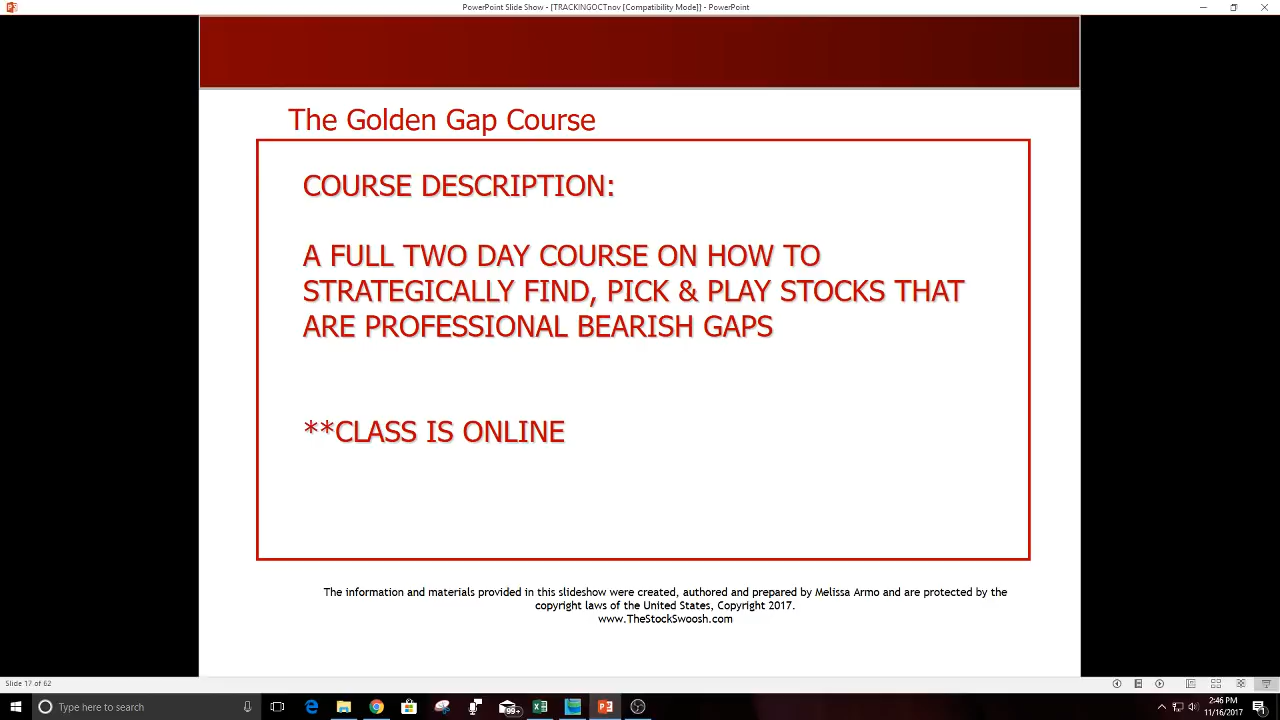 PowerPoint Slide Show - [TRACKINGOCTnov [Compatibility Mode]] - PowerPoint
The Golden Gap Course
COURSE DESCRIPTION:
A FULL TWO DAY COURSE ON HOW TO
STRATEGICALLY FIND, PICK & PLAY STOCKS THAT
ARE PROFESSIONAL BEARISH GAPS
**CLASS IS ONLINE
The information and materials provided in this slideshow were created, authored and prepared by Melissa Armo and are protected by the
copyright laws of the United States, Copyright 2017.
www.TheStockSwoosh.com
Slide 17 of 62
Type here to search
2:46 PM
11/16/2017